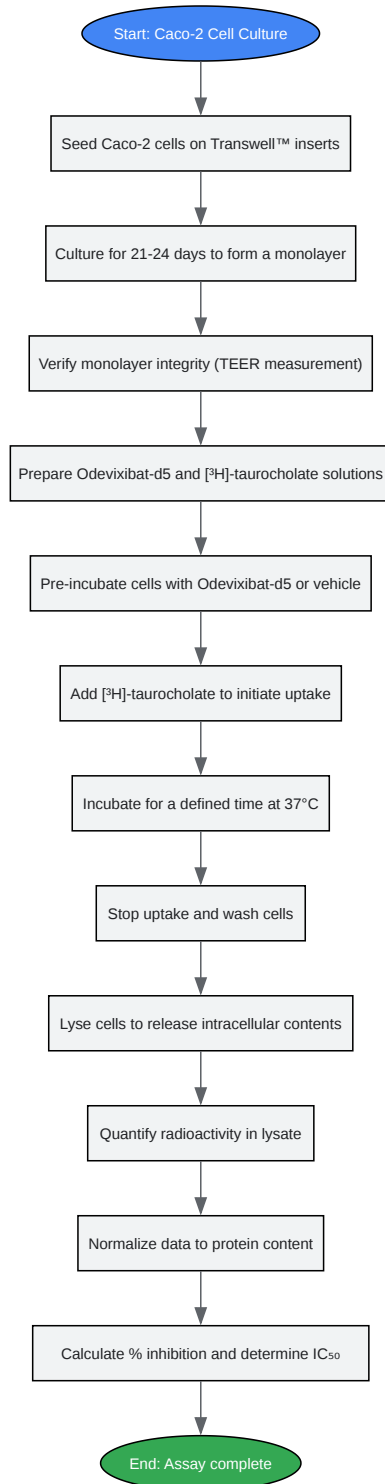 Start: Caco-2 Cell Culture
Seed Caco-2 cells on Transwell™ inserts
Culture for 21-24 days to form a monolayer
Verify monolayer integrity (TEER measurement)
Prepare Odevixibat-d5 and [³H]-taurocholate solutions
Pre-incubate cells with Odevixibat-d5 or vehicle
Add [³H]-taurocholate to initiate uptake
Incubate for a defined time at 37°C
Stop uptake and wash cells
Lyse cells to release intracellular contents
Quantify radioactivity in lysate
Normalize data to protein content
Calculate % inhibition and determine IC₅₀
End: Assay complete